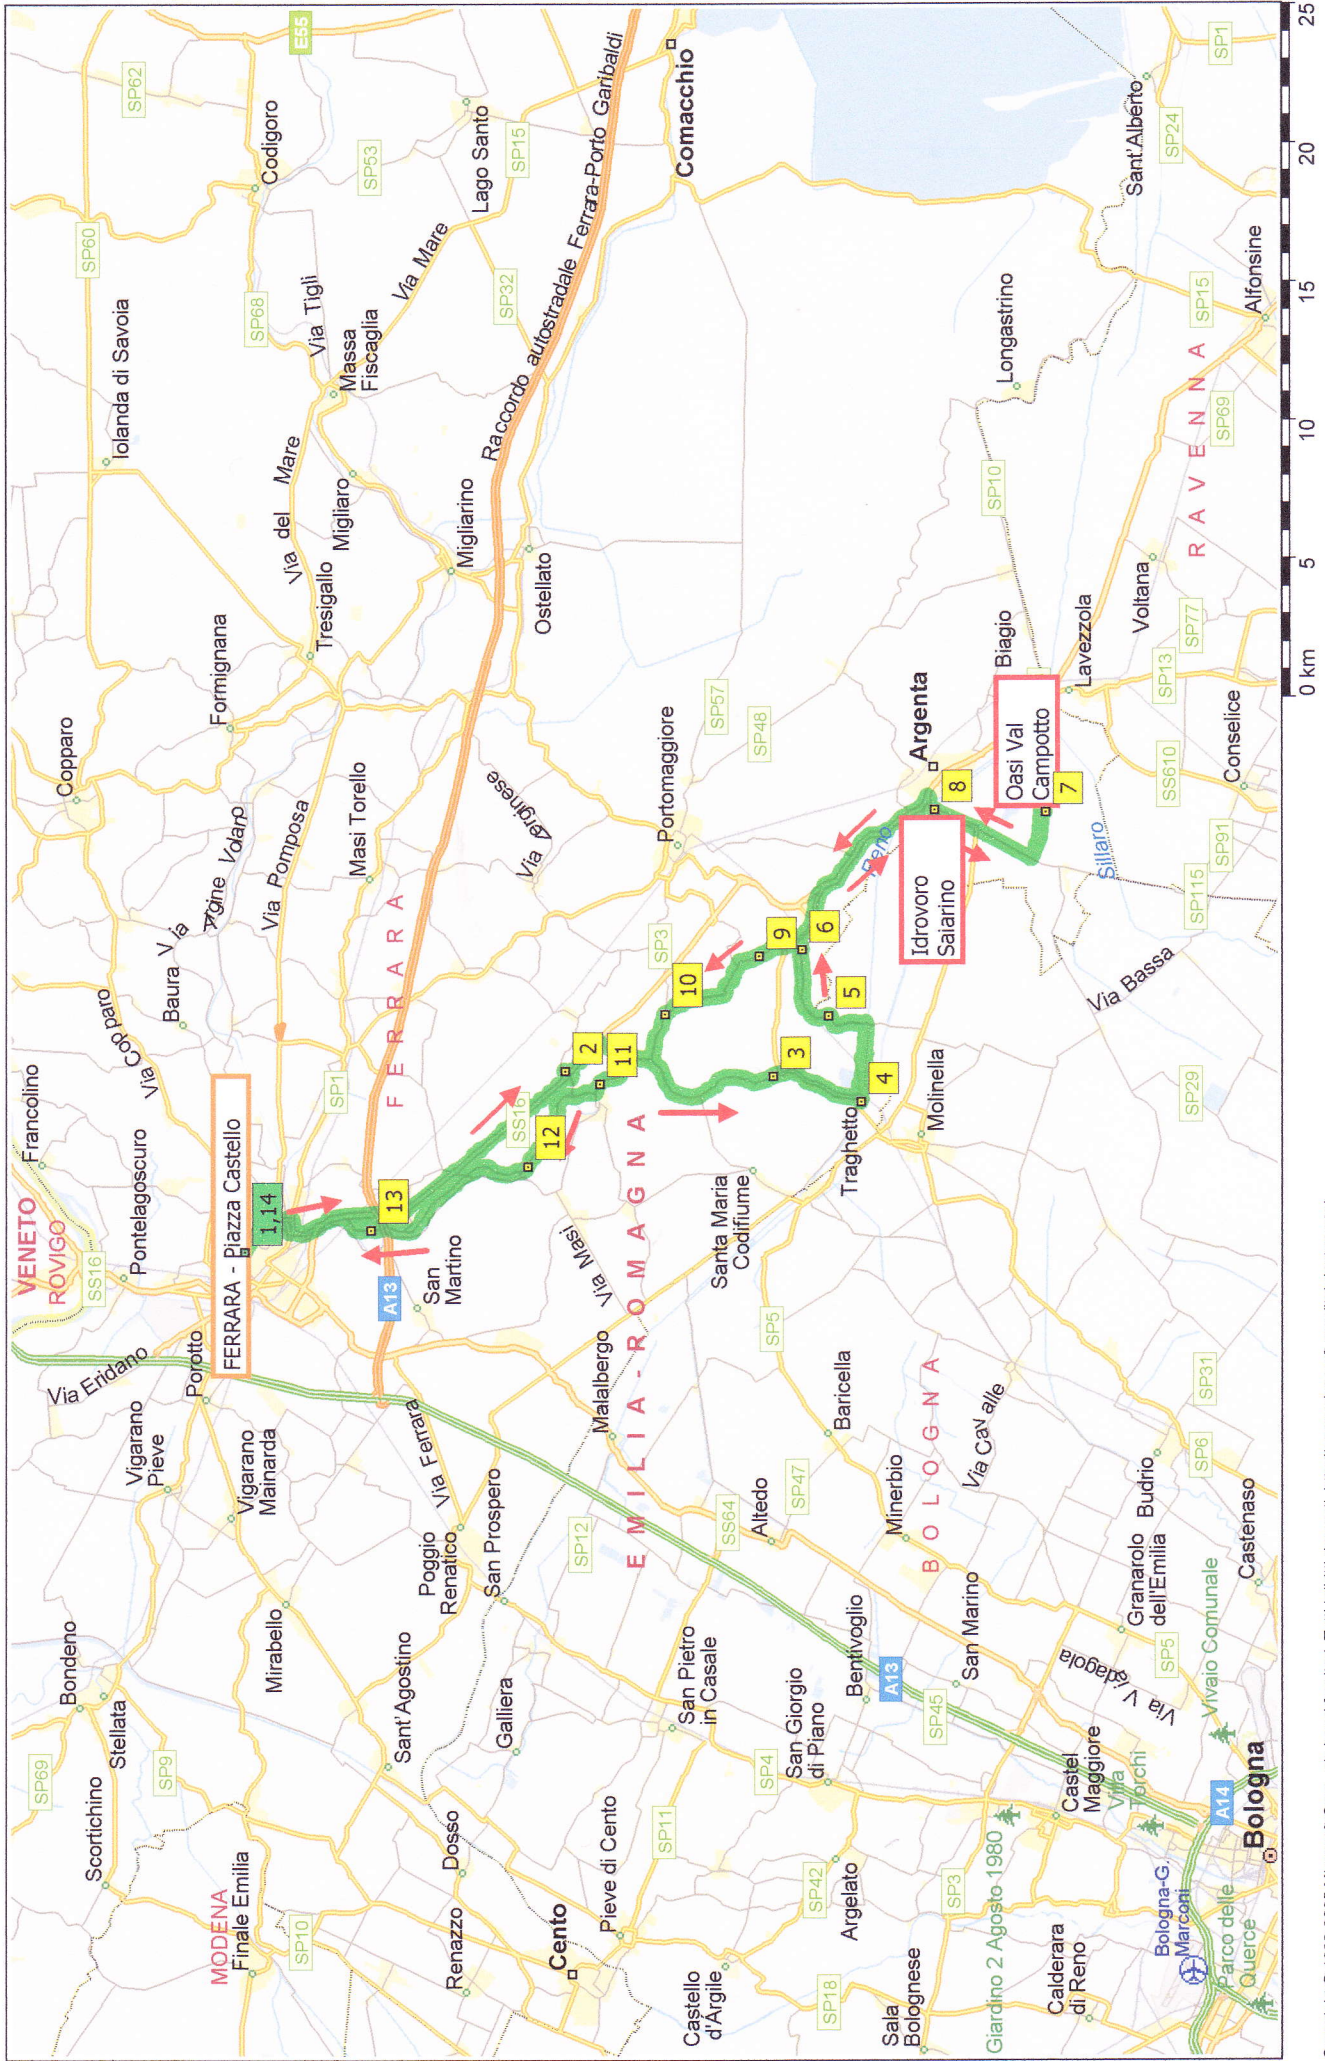 VENETO
ROVIGO
Francolino
Pontelagoscuro
SS16
Via Eridano
Porotto
Vigarano
Pieve
Vigarano
Mainarda
Bondeno
Stellata
SP69
Scortichino
SP9
MODENA
Finale Emilia
SP10
Mirabello
Sant'Agostino
Dosso
Renazzo
Cento
Pieve di Cento
Galliera
Poggio
Renatico
San Prospero
Via Ferrara
FERRARA - Piazza Castello
1,14
13
A13
San
Martino
Via Copparo
Baura
Via
Copparo
Formignana
Tresigallo
Via Pomposa
Masi Torello
SP1
FERRARA
Iolanda di Savoia
SP60
SP62
E55
Codigoro
SP68
SP53
Via Tigli
Massa
Fiscaglia
Via del Mare
Migliaro
Migliarino
Via Mare
Lago Santo
SP15
SP32
Raccordo autostradale Ferrara-Porto Garibaldi
Ostellato
Comacchio
Portomaggiore
SP57
SP48
SP3
SS16
2
11
12
10
9
6
5
3
4
EMILIA-ROMAGNA
Via Masi
Malalbergo
SP12
Santa Maria
Codifiume
Traghetto
Molinella
SP5
Baricella
SP47
Altedo
SS64
Minerbio
BOLOGNA
San Pietro
in Casale
SP11
Castello
d'Argile
SP4
San Giorgio
di Piano
Bentivoglio
A13
SP45
San Marino
SP42
Argelato
SP18
Sala
Bolognese
SP3
Giardino 2 Agosto 1980
Calderara
di Reno
Castel
Maggiore
Villa
Torchi
Granarolo
dell'Emilia
SP5
Budrio
SP6
SP31
Castenaso
Vivaio Comunale
A14
Bologna
Bologna-G.
Marconi
Parco delle
Querce
Reno
Argenta
8
Idrovoro
Saiarino
Oasi Val
Campotto
7
Biagio
Lavezzola
Sillaro
Via Bassa
SP29
SP115
SP91
SS610
SP13
SP77
Conselice
Voltana
SP10
Longastrino
RAVENNA
SP69
SP15
Alfonsine
Sant'Alberto
SP24
SP1
0 km
5
10
15
20
25